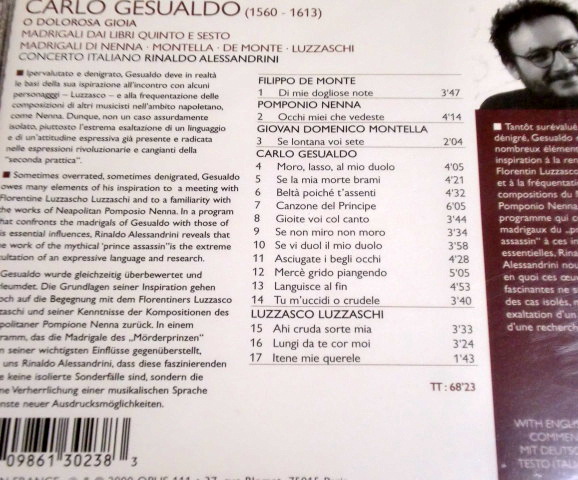 CARLO GESUALDO (1560 - 1613)
O DOLOROSA GIOIA
MADRIGALI DAI LIBRI QUINTO E SESTO
MADRIGALI DI NENNA · MONTELLA · DE MONTE · LUZZASCHI
CONCERTO ITALIANO RINALDO ALESSANDRINI
■ Ipervalutato e denigrato, Gesualdo deve in realtà
le basi della sua ispirazione all'incontro con alcuni
personaggi – Luzzasco – e alla frequentazione delle
composizioni di altri musicisti nell'ambito napoletano,
come Nenna. Dunque, non un caso assurdamente
isolato, piuttosto l'estrema esaltazione di un linguaggio
e di un'attitudine espressiva già presente e radicata
nelle espressioni rivoluzionarie e cangianti della
"seconda prattica".
■ Sometimes overrated, sometimes denigrated, Gesualdo
owes many elements of his inspiration to a meeting with
Florentine Luzzascho Luzzaschi and to a familiarity with
the works of Neapolitan Pomposio Nenna. In a program
that confronts the madrigals of Gesualdo with those of
his essential influences, Rinaldo Alessandrini reveals that
the work of the mythical 'prince assassin' is the extreme
exultation of an expressive language and research.
Gesualdo wurde gleichzeitig überbewertet und
Die Grundlagen seiner Inspiration gehen
auf die Begegnung mit dem Florentiners Luzzasco
und seiner Kenntnisse der Kompositionen des
Pompione Nenna zurück. In einem
das die Madrigale des „Mörderprinzen"
seiner wichtigsten Einflüsse gegenüberstellt,
uns Rinaldo Alessandrini, dass diese faszinierenden
keine isolierte Sonderfälle sind, sondern die
Verherrlichung einer musikalischen Sprache
neuer Ausdrucksmöglichkeiten.
FILIPPO DE MONTE
1 Di mie dogliose note 3'47
POMPONIO NENNA
2 Occhi miei che vedeste 4'14
GIOVAN DOMENICO MONTELLA
3 Se lontana voi sete 2'04
CARLO GESUALDO
4 Moro, lasso, al mio duolo 4'05
5 Se la mia morte brami 4'21
6 Beltà poiché t'assenti 4'32
7 Canzone del Principe 6'05
8 Gioite voi col canto 3'44
9 Se non miro non moro 3'34
10 Se vi duol il mio duolo 3'58
11 Asciugate i begli occhi 4'28
12 Mercè grido piangendo 5'05
13 Languisce al fin 4'53
14 Tu m'uccidi o crudele 3'40
LUZZASCO LUZZASCHI
15 Ahi cruda sorte mia 3'33
16 Lungi da te cor moi 3'24
17 Itene mie querele 1'43
TT : 68'23
■ Tantôt surévalué
dénigré, Gesualdo
nombreux élément
inspiration à la ren
Florentin Luzzasco
et à la fréquentati
compositions du N
Pomposio Nenna.
programme qui c
madrigaux du „pr
assassin" à ces in
essentielles, Rinal
Alessandrini nou
en quoi ces œu
fascinantes ne s
des cas isolés, m
exaltation d'un
d'une recherch
WITH ENGLI
COMMEN
MIT DEUTSC
TESTO ITAL
09861 30238 3